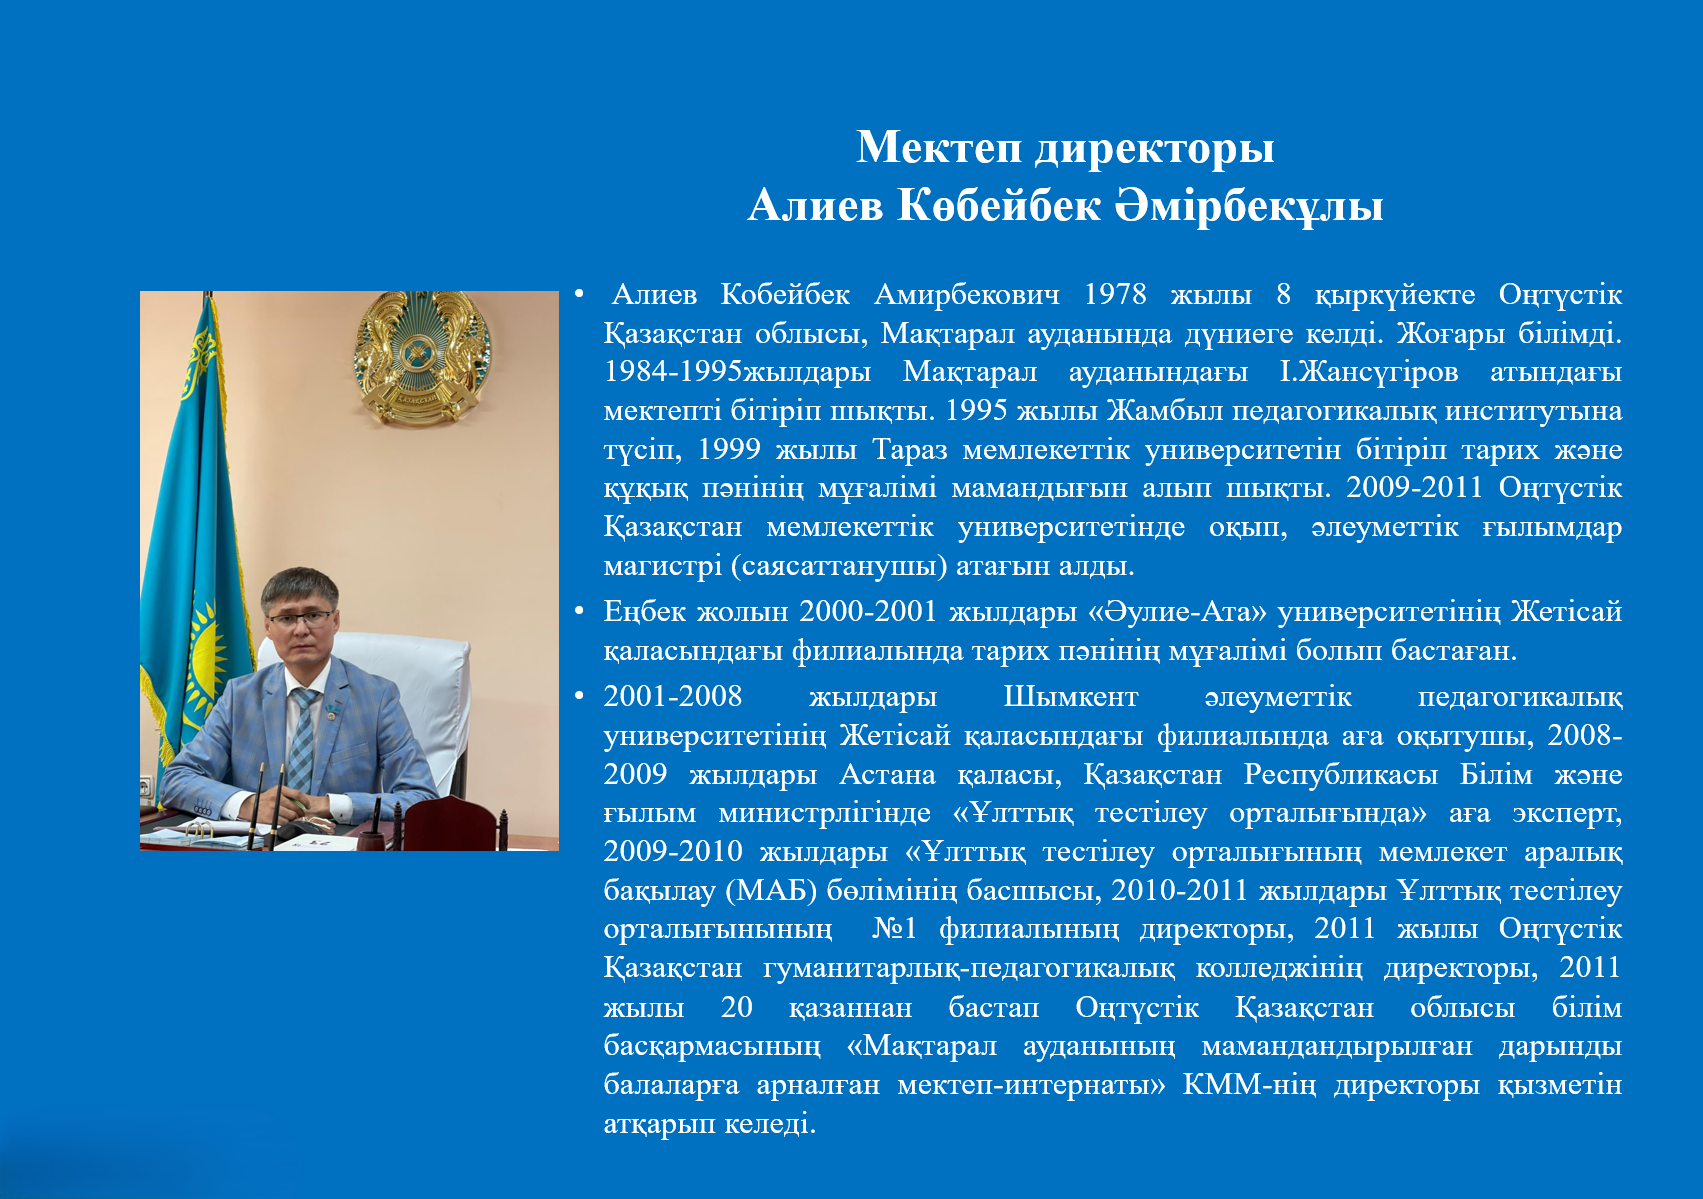 Мектеп директоры
Алиев Көбейбек Әмірбекұлы
• Алиев Кобейбек Амирбекович 1978 жылы 8 қыркүйекте Оңтүстік
Қазақстан облысы, Мақтарал ауданында дүниеге келді. Жоғары білімді.
1984-1995жылдары Мақтарал ауданындағы І.Жансүгіров атындағы
мектепті бітіріп шықты. 1995 жылы Жамбыл педагогикалық институтына
түсіп, 1999 жылы Тараз мемлекеттік университетін бітіріп тарих және
құқық пәнінің мұғалімі мамандығын алып шықты. 2009-2011 Оңтүстік
Қазақстан мемлекеттік университетінде оқып, әлеуметтік ғылымдар
магистрі (саясаттанушы) атағын алды.
• Еңбек жолын 2000-2001 жылдары «Әулие-Ата» университетінің Жетісай
қаласындағы филиалында тарих пәнінің мұғалімі болып бастаған.
• 2001-2008 жылдары Шымкент әлеуметтік педагогикалық
университетінің Жетісай қаласындағы филиалында аға оқытушы, 2008-
2009 жылдары Астана қаласы, Қазақстан Республикасы Білім және
ғылым министрлігінде «Ұлттық тестілеу орталығында» аға эксперт,
2009-2010 жылдары «Ұлттық тестілеу орталығының мемлекет аралық
бақылау (МАБ) бөлімінің басшысы, 2010-2011 жылдары Ұлттық тестілеу
орталығынының №1 филиалының директоры, 2011 жылы Оңтүстік
Қазақстан гуманитарлық-педагогикалық колледжінің директоры, 2011
жылы 20 қазаннан бастап Оңтүстік Қазақстан облысы білім
басқармасының «Мақтарал ауданының мамандандырылған дарынды
балаларға арналған мектеп-интернаты» КММ-нің директоры қызметін
атқарып келеді.
ҚАЗАҚСТАН